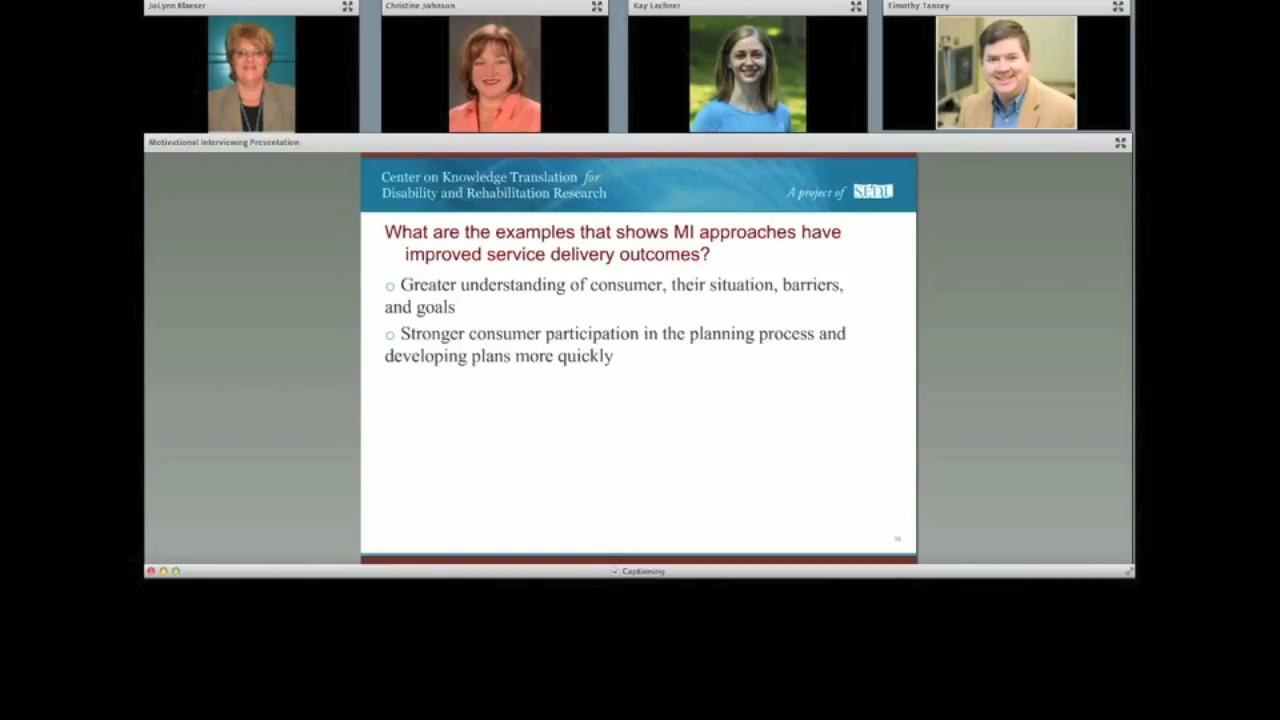 JoLynn Blaeser
Christine Johnson
Kay Lechner
Timothy Tansey
Motivational Interviewing Presentation
Center on Knowledge Translation for
Disability and Rehabilitation Research
A project of SEDL
What are the examples that shows MI approaches have
improved service delivery outcomes?
o Greater understanding of consumer, their situation, barriers,
and goals
o Stronger consumer participation in the planning process and
developing plans more quickly
Captioning